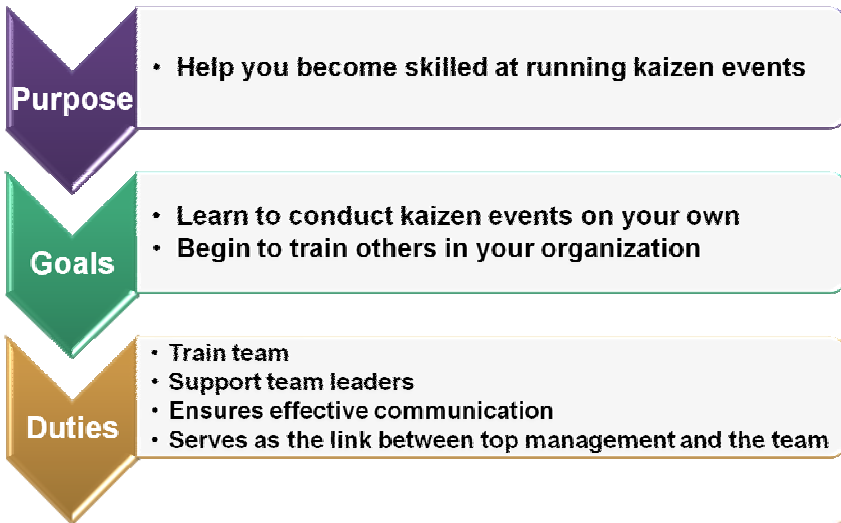 Purpose
• Help you become skilled at running kaizen events
Goals
• Learn to conduct kaizen events on your own
• Begin to train others in your organization
Duties
• Train team
• Support team leaders
• Ensures effective communication
• Serves as the link between top management and the team